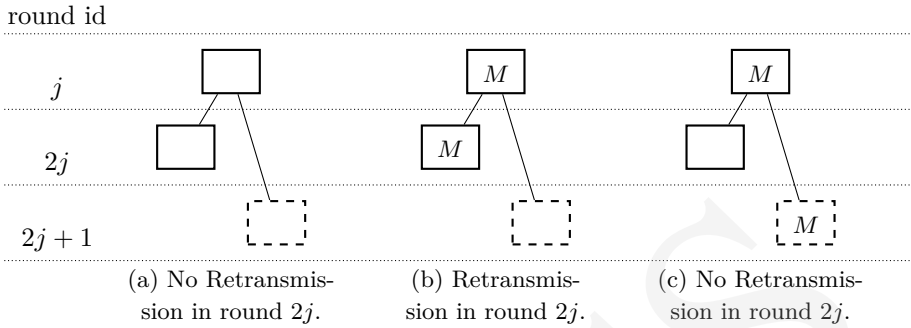 round id
j
M
M
2j
M
2j + 1
M
(a) No Retransmis-
sion in round 2j.
(b) Retransmis-
sion in round 2j.
(c) No Retransmis-
sion in round 2j.